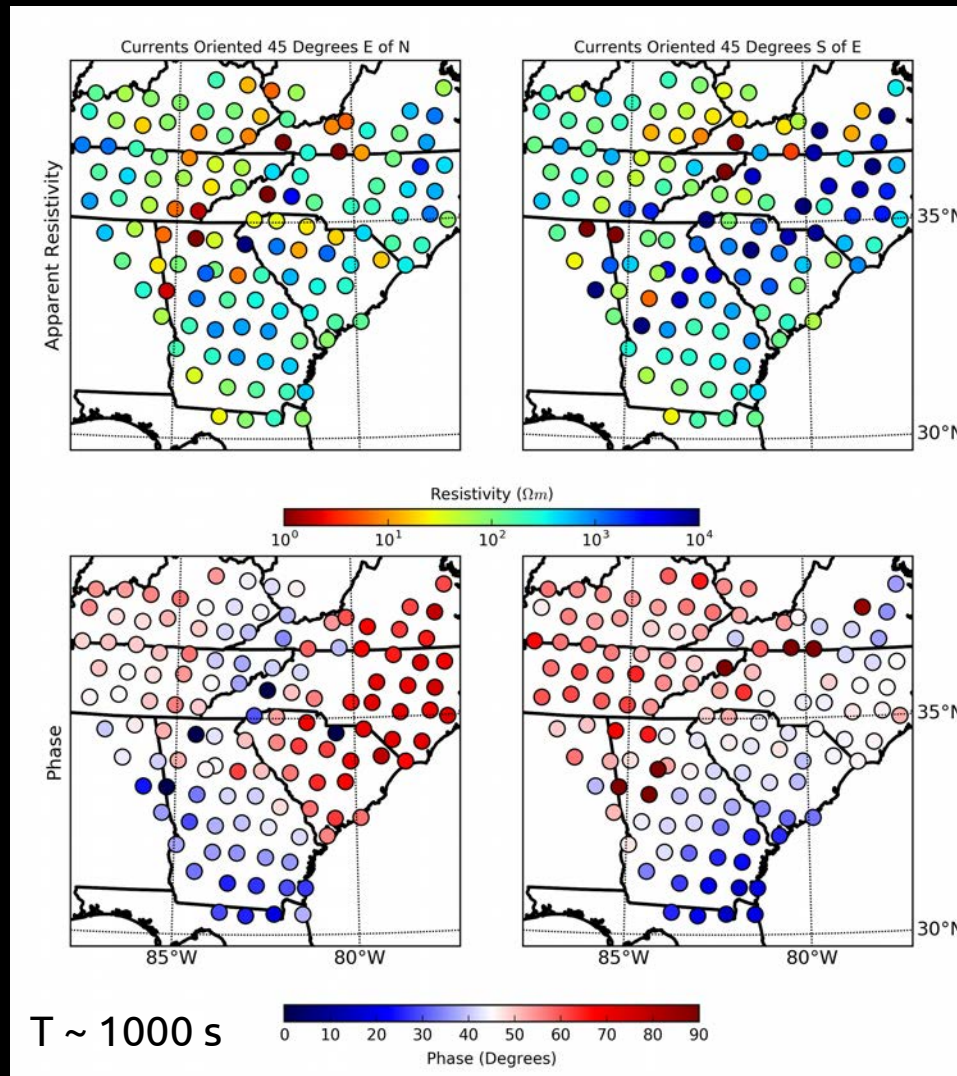 Currents Oriented 45 Degrees E of N
Currents Oriented 45 Degrees S of E
Apparent Resistivity
35°N
30°N
Resistivity (Ωm)
10⁰ 10¹ 10² 10³ 10⁴
Phase
35°N
30°N
85°W 80°W 85°W 80°W
T ~ 1000 s
0 10 20 30 40 50 60 70 80 90
Phase (Degrees)